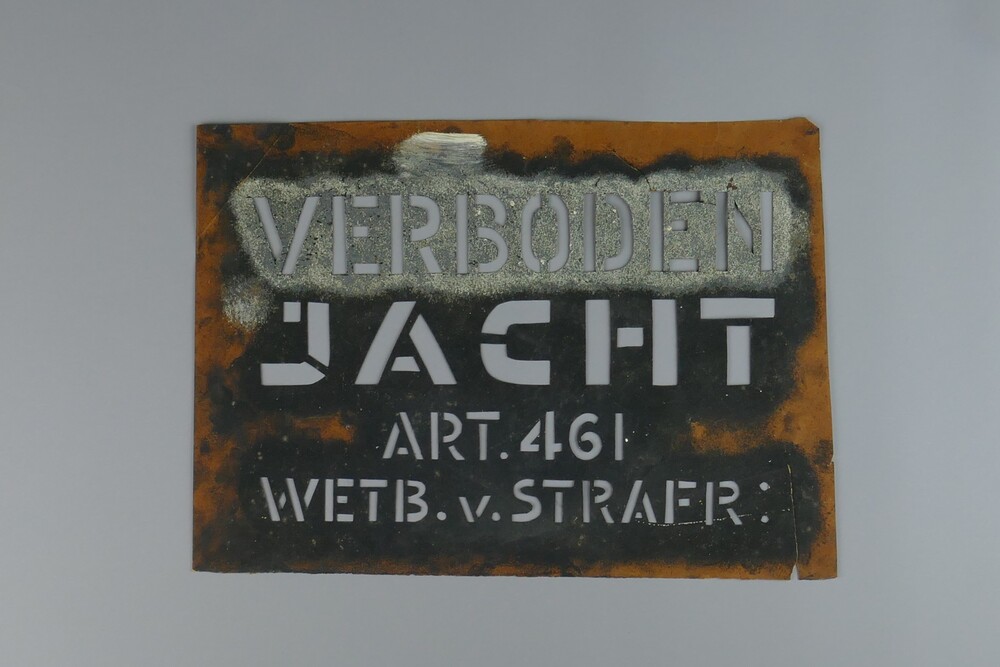 VERBODEN
JACHT
ART. 461
WETB. v. STRAFR: